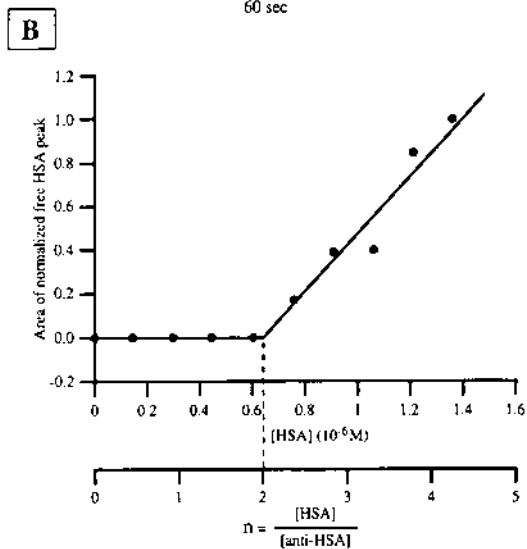 60 sec
B
Area of normalized free HSA peak
1.2
1.0
0.8
0.6
0.4
0.2
0.0
-0.2
0 0 2 0.4 0.6 0.8 1.0 1.2 1.4 1.6
[HSA] (10⁻⁶M)
0 1 2 3 4 5
n = [HSA]
[anti-HSA]